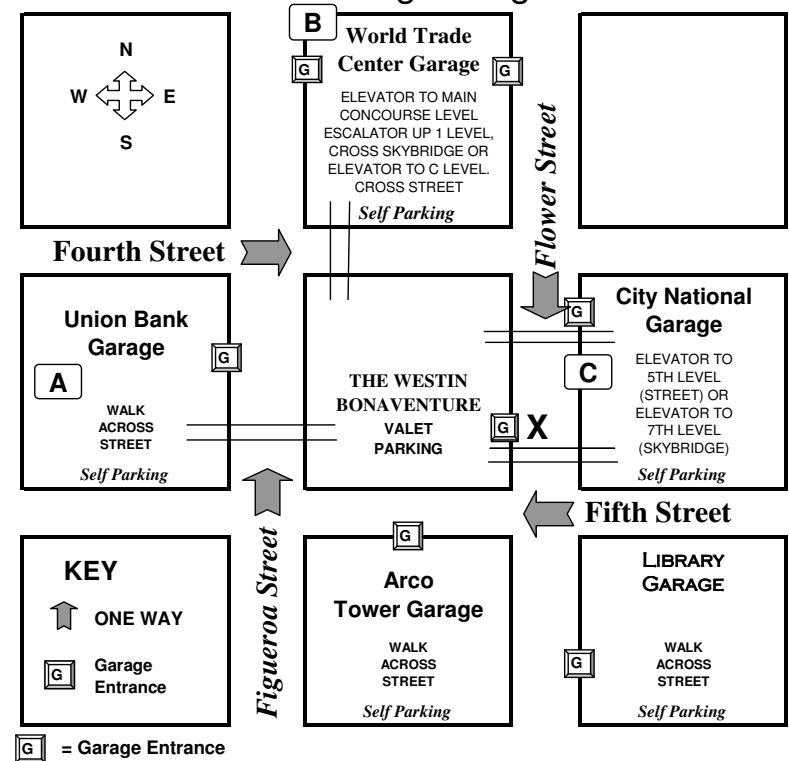 N
W E
S
B
World Trade
Center Garage
G
G
ELEVATOR TO MAIN
CONCOURSE LEVEL
ESCALATOR UP 1 LEVEL,
CROSS SKYBRIDGE OR
ELEVATOR TO C LEVEL.
CROSS STREET
Self Parking
Flower Street
Fourth Street
Union Bank
Garage
G
A
WALK
ACROSS
STREET
Self Parking
THE WESTIN
BONAVENTURE
VALET
PARKING
G X
City National
Garage
G
C
ELEVATOR TO
5TH LEVEL
(STREET) OR
ELEVATOR TO
7TH LEVEL
(SKYBRIDGE)
Self Parking
Fifth Street
Figueroa Street
KEY
ONE WAY
G Garage
Entrance
G
Arco
Tower Garage
WALK
ACROSS
STREET
Self Parking
LIBRARY
GARAGE
G
WALK
ACROSS
STREET
Self Parking
G = Garage Entrance